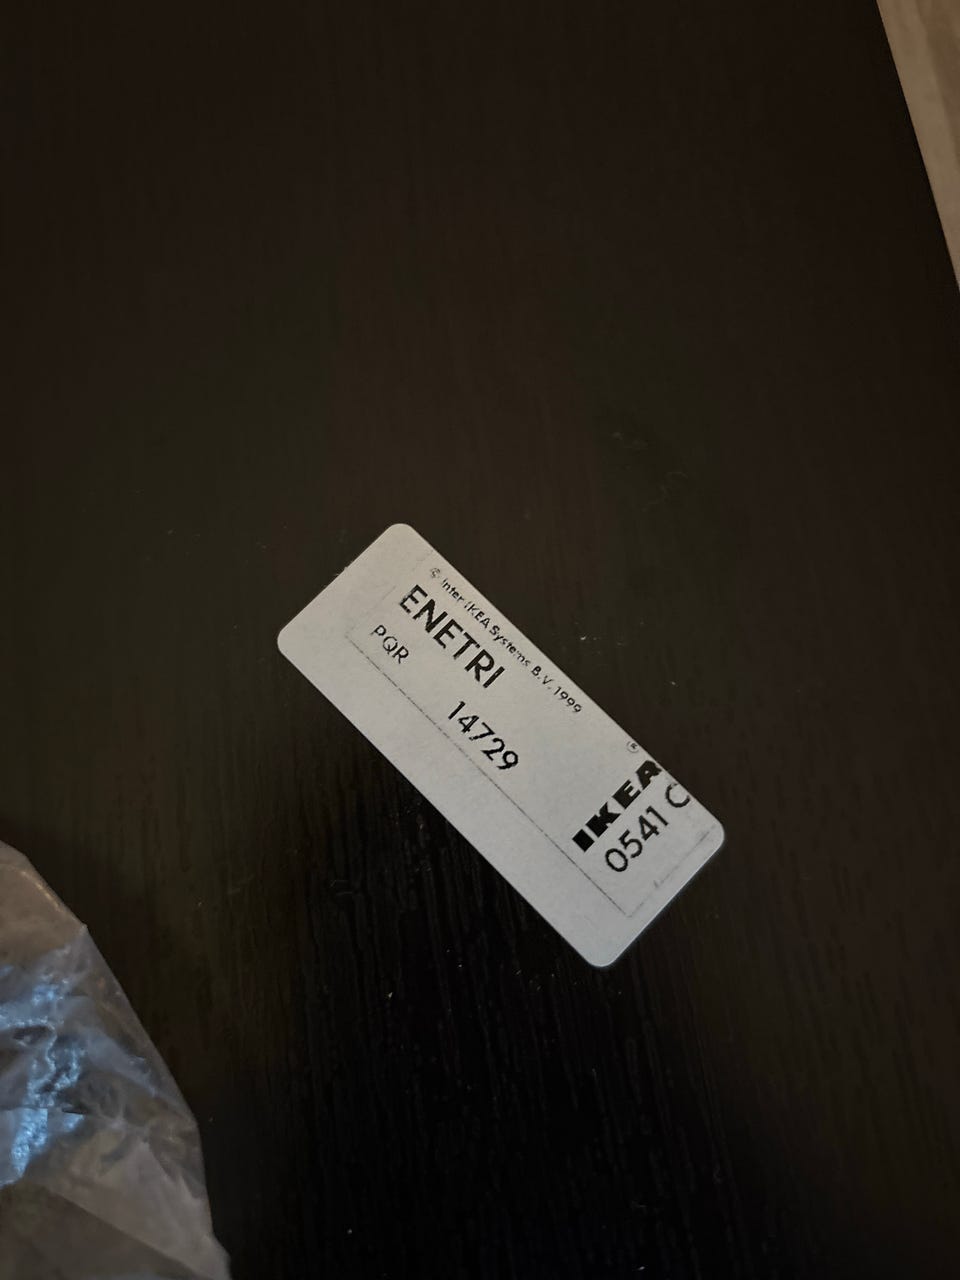 © Inter IKEA Systems B.V. 1999
ENETRI
PQR
14729
IKEA®
0541 C